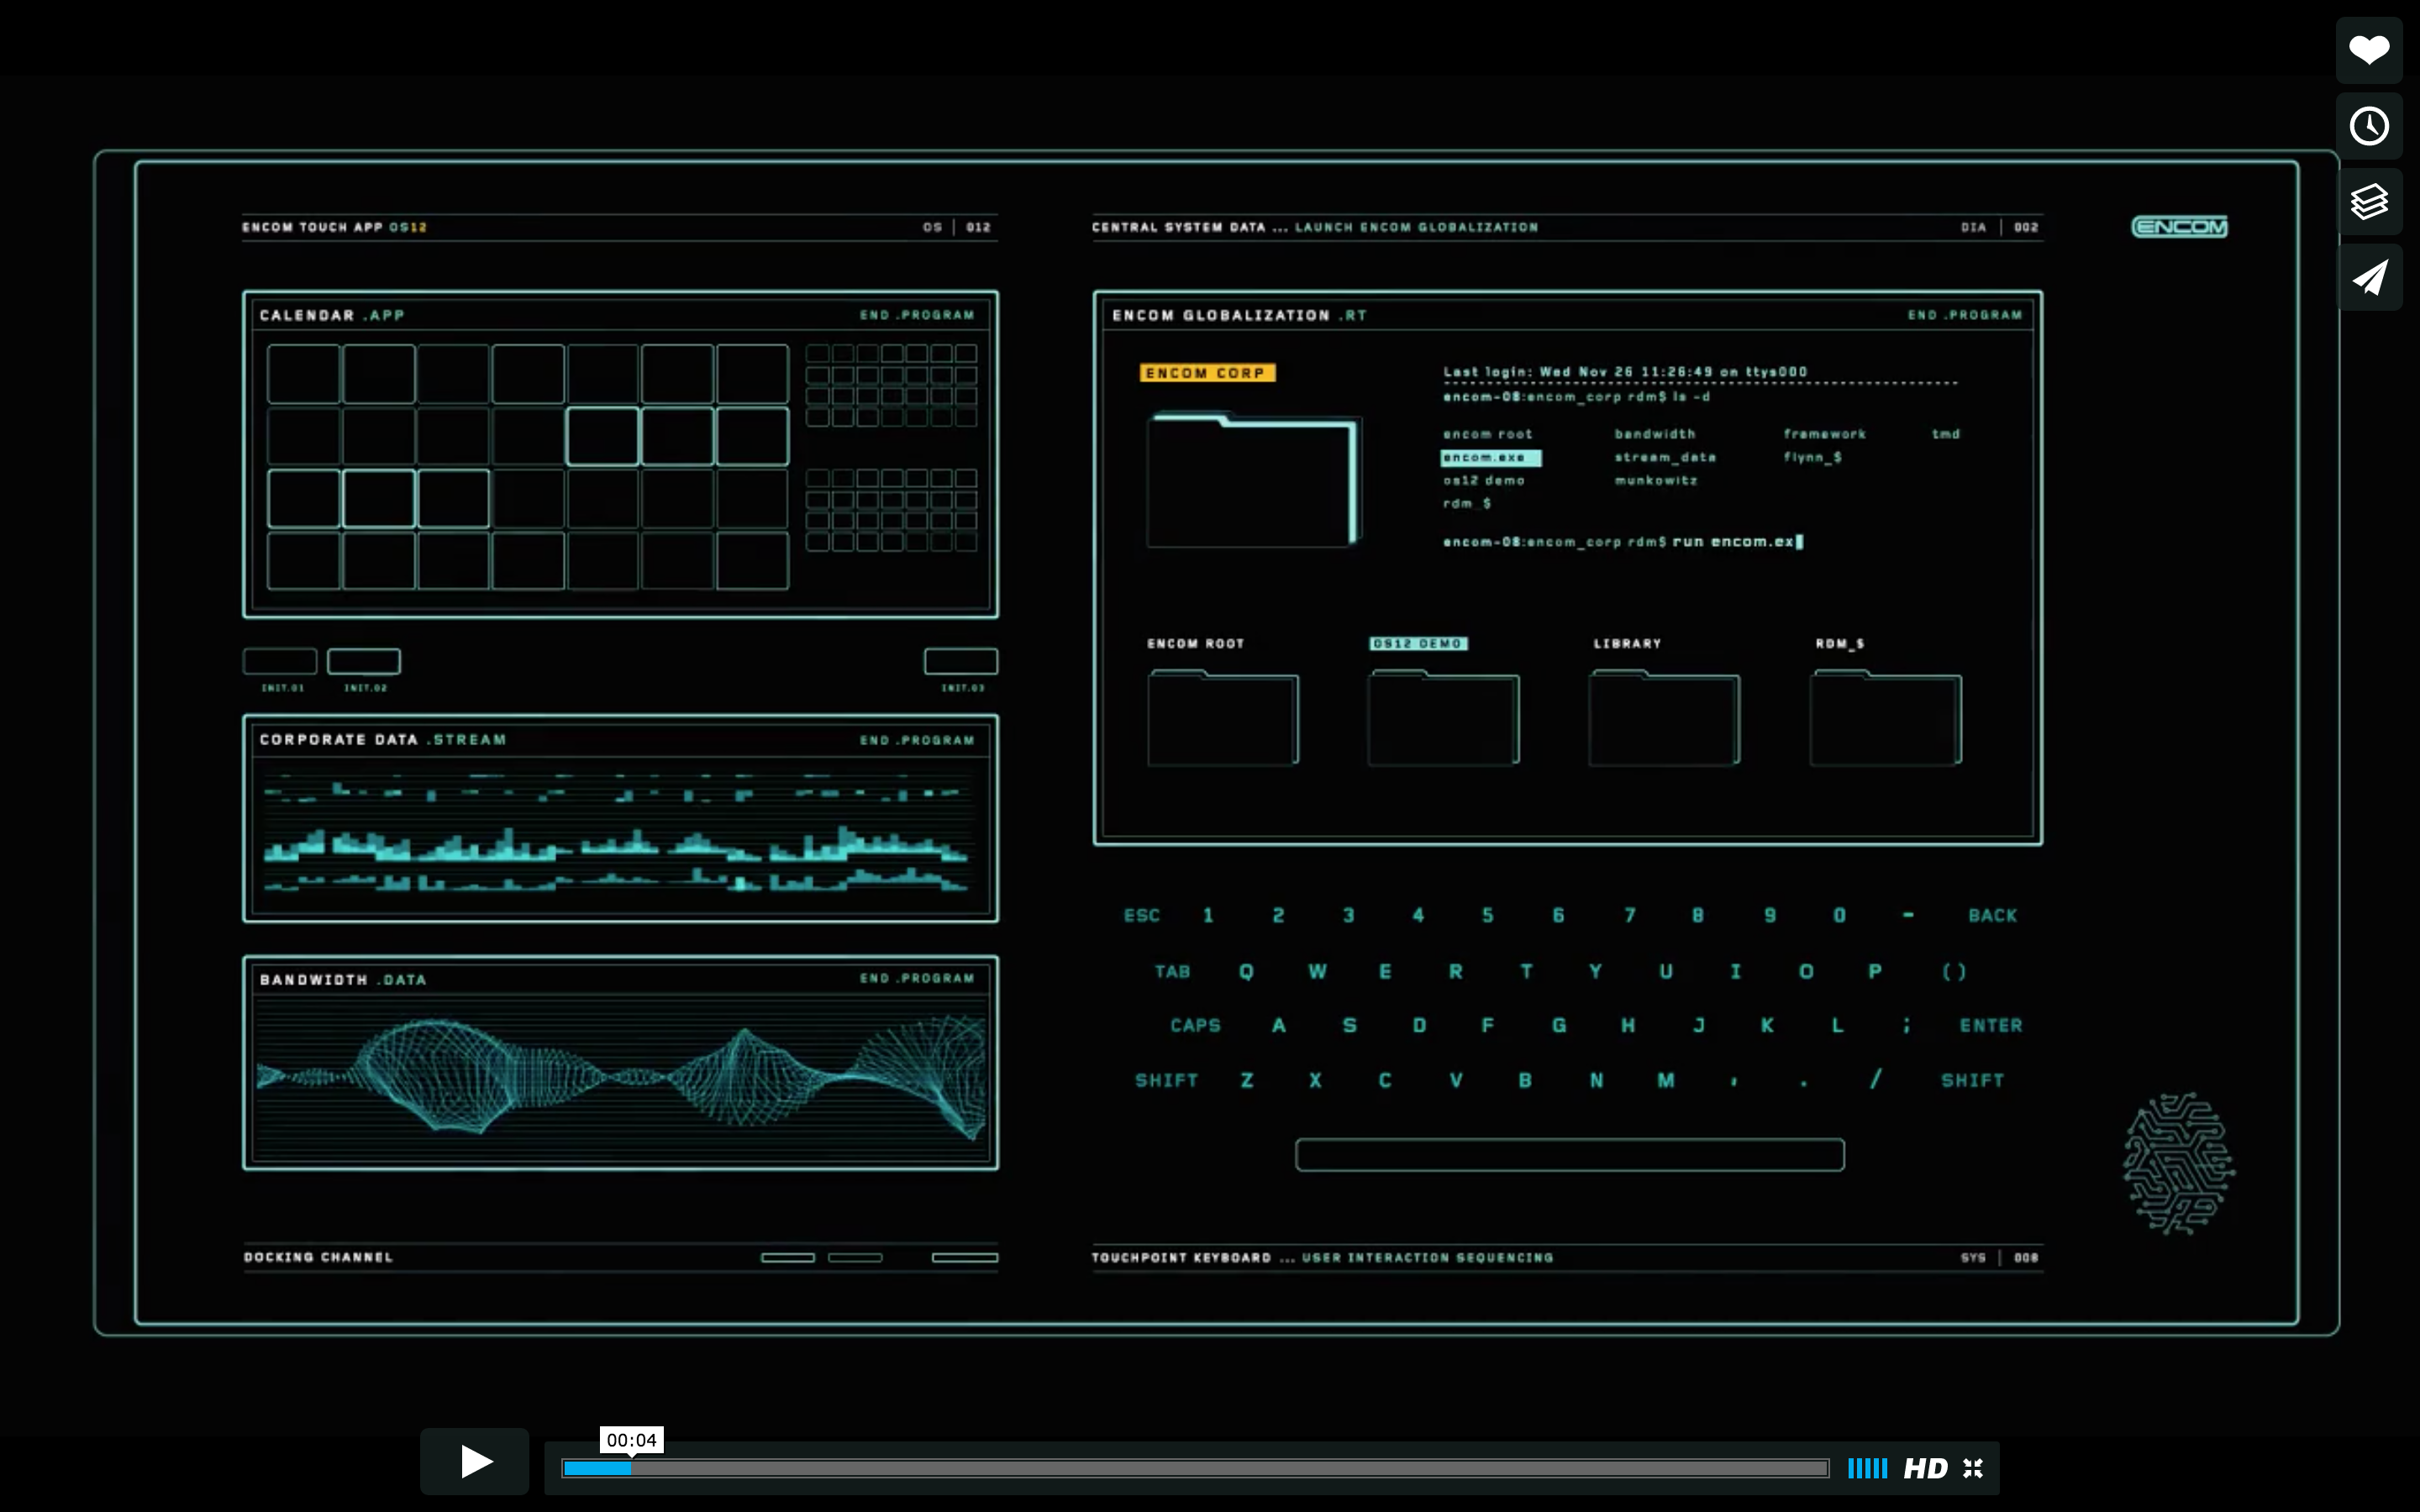 ENCOM TOUCH APP OS12
OS | 012
CENTRAL SYSTEM DATA ... LAUNCH ENCOM GLOBALIZATION
DIA | 002
ENCOM
CALENDAR .APP
END .PROGRAM
INIT.01
INIT.02
INIT.03
CORPORATE DATA .STREAM
END .PROGRAM
BANDWIDTH .DATA
END .PROGRAM
DOCKING CHANNEL
ENCOM GLOBALIZATION .RT
END .PROGRAM
ENCOM CORP
Last login: Wed Nov 26 11:26:49 on ttys000
encom-08:encom_corp rdm$ ls -d
encom root bandwidth framework tmd
encom.exe stream_data flynn_$
os12 demo munkowitz
rdm_$
encom-08:encom_corp rdm$ run encom.ex
ENCOM ROOT
OS12 DEMO
LIBRARY
RDM_$
ESC 1 2 3 4 5 6 7 8 9 0 - BACK
TAB Q W E R T Y U I O P ()
CAPS A S D F G H J K L ; ENTER
SHIFT Z X C V B N M , . / SHIFT
TOUCHPOINT KEYBOARD ... USER INTERACTION SEQUENCING
SYS | 008
00:04
HD